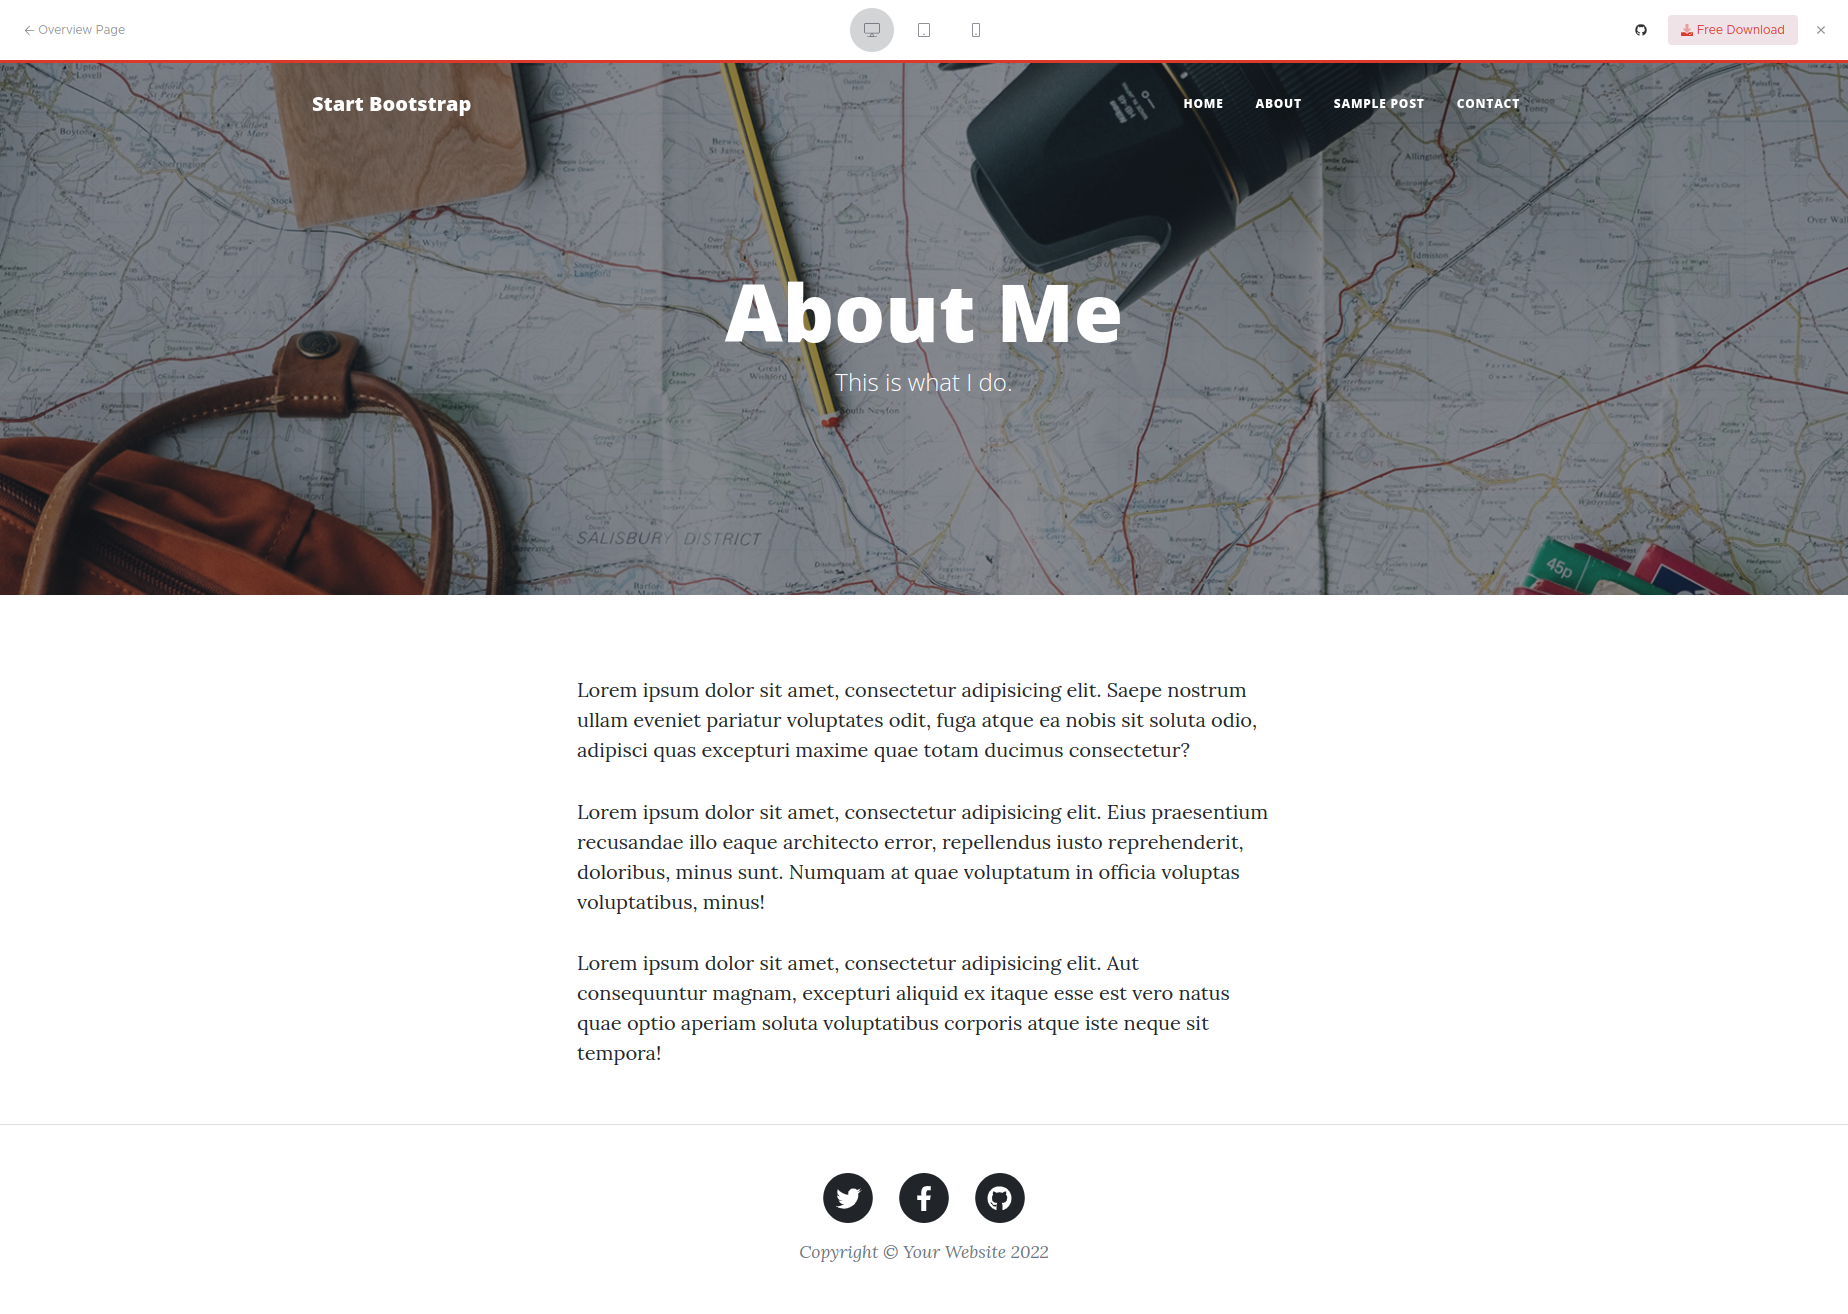 Overview Page
Free Download
Start Bootstrap
HOME ABOUT SAMPLE POST CONTACT
About Me
This is what I do.
South Newton
SALISBURY DISTRICT
45p
Lorem ipsum dolor sit amet, consectetur adipisicing elit. Saepe nostrum
ullam eveniet pariatur voluptates odit, fuga atque ea nobis sit soluta odio,
adipisci quas excepturi maxime quae totam ducimus consectetur?
Lorem ipsum dolor sit amet, consectetur adipisicing elit. Eius praesentium
recusandae illo eaque architecto error, repellendus iusto reprehenderit,
doloribus, minus sunt. Numquam at quae voluptatum in officia voluptas
voluptatibus, minus!
Lorem ipsum dolor sit amet, consectetur adipisicing elit. Aut
consequuntur magnam, excepturi aliquid ex itaque esse est vero natus
quae optio aperiam soluta voluptatibus corporis atque iste neque sit
tempora!
Copyright © Your Website 2022